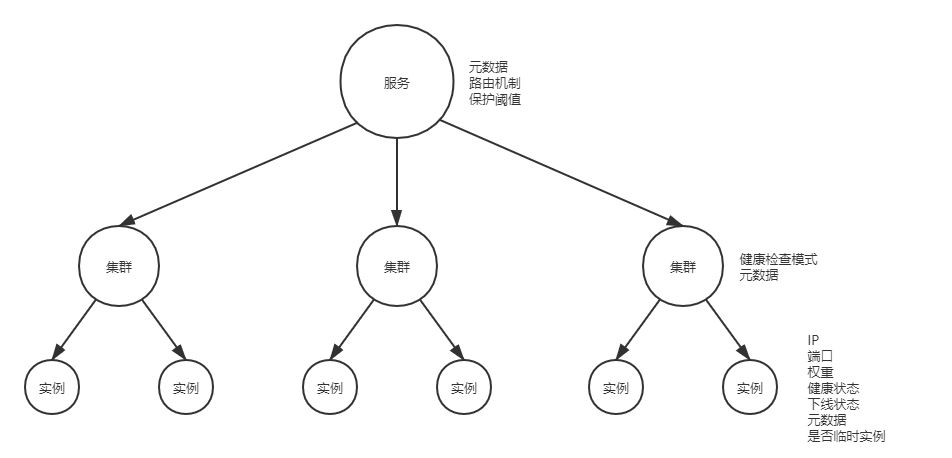 服务
元数据
路由机制
保护阈值
集群
集群
集群
健康检查模式
元数据
实例
实例
实例
实例
实例
实例
IP
端口
权重
健康状态
下线状态
元数据
是否临时实例